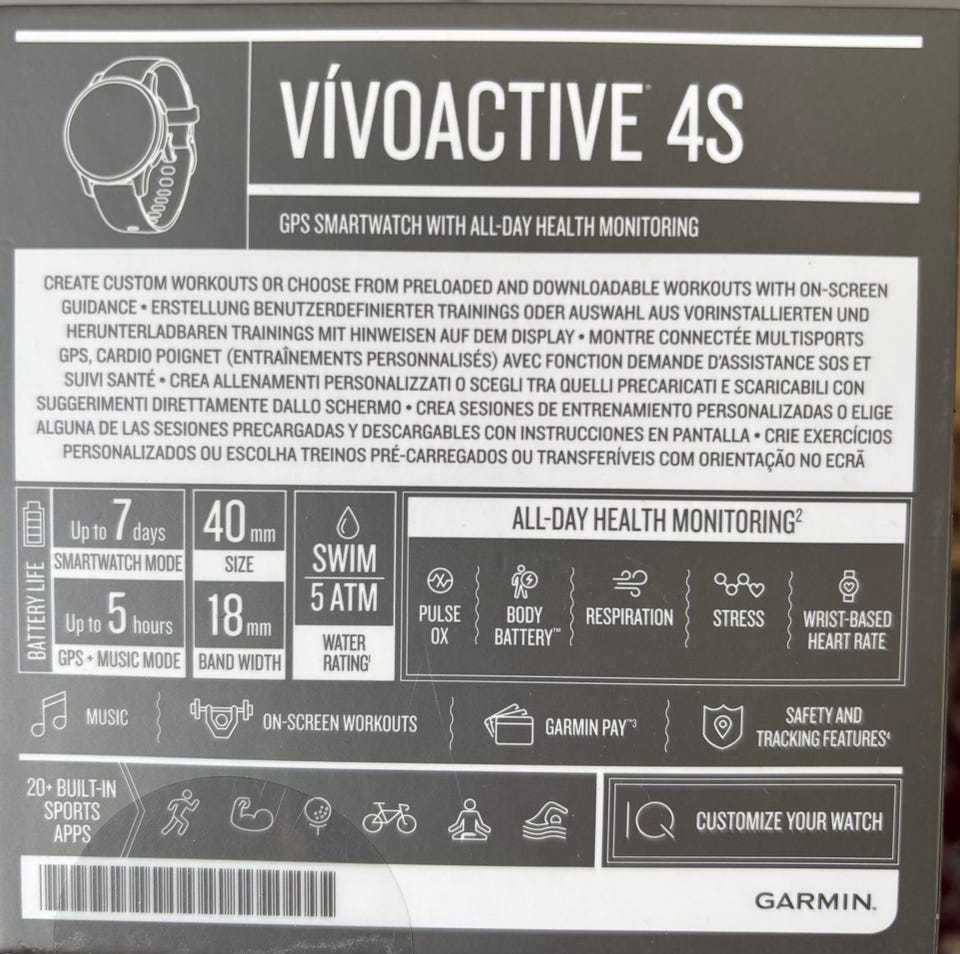 VÍVOACTIVE® 4S
GPS SMARTWATCH WITH ALL-DAY HEALTH MONITORING
CREATE CUSTOM WORKOUTS OR CHOOSE FROM PRELOADED AND DOWNLOADABLE WORKOUTS WITH ON-SCREEN
GUIDANCE • ERSTELLUNG BENUTZERDEFINIERTER TRAININGS ODER AUSWAHL AUS VORINSTALLIERTEN UND
HERUNTERLADBAREN TRAININGS MIT HINWEISEN AUF DEM DISPLAY • MONTRE CONNECTÉE MULTISPORTS
GPS, CARDIO POIGNET (ENTRAÎNEMENTS PERSONNALISÉS) AVEC FONCTION DEMANDE D'ASSISTANCE SOS ET
SUIVI SANTÉ • CREA ALLENAMENTI PERSONALIZZATI O SCEGLI TRA QUELLI PRECARICATI E SCARICABILI CON
SUGGERIMENTI DIRETTAMENTE DALLO SCHERMO • CREA SESIONES DE ENTRENAMIENTO PERSONALIZADAS O ELIGE
ALGUNA DE LAS SESIONES PRECARGADAS Y DESCARGABLES CON INSTRUCCIONES EN PANTALLA • CRIE EXERCÍCIOS
PERSONALIZADOS OU ESCOLHA TREINOS PRÉ-CARREGADOS OU TRANSFERÍVEIS COM ORIENTAÇÃO NO ECRÃ
BATTERY LIFE
Up to 7 days
SMARTWATCH MODE
Up to 5 hours
GPS + MUSIC MODE
40 mm
SIZE
18 mm
BAND WIDTH
SWIM
5 ATM
WATER
RATING¹
ALL-DAY HEALTH MONITORING²
PULSE
OX
BODY
BATTERY™
RESPIRATION
STRESS
WRIST-BASED
HEART RATE
MUSIC
ON-SCREEN WORKOUTS
GARMIN PAY™³
SAFETY AND
TRACKING FEATURES⁴
20+ BUILT-IN
SPORTS
APPS
IQ
CUSTOMIZE YOUR WATCH
GARMIN.